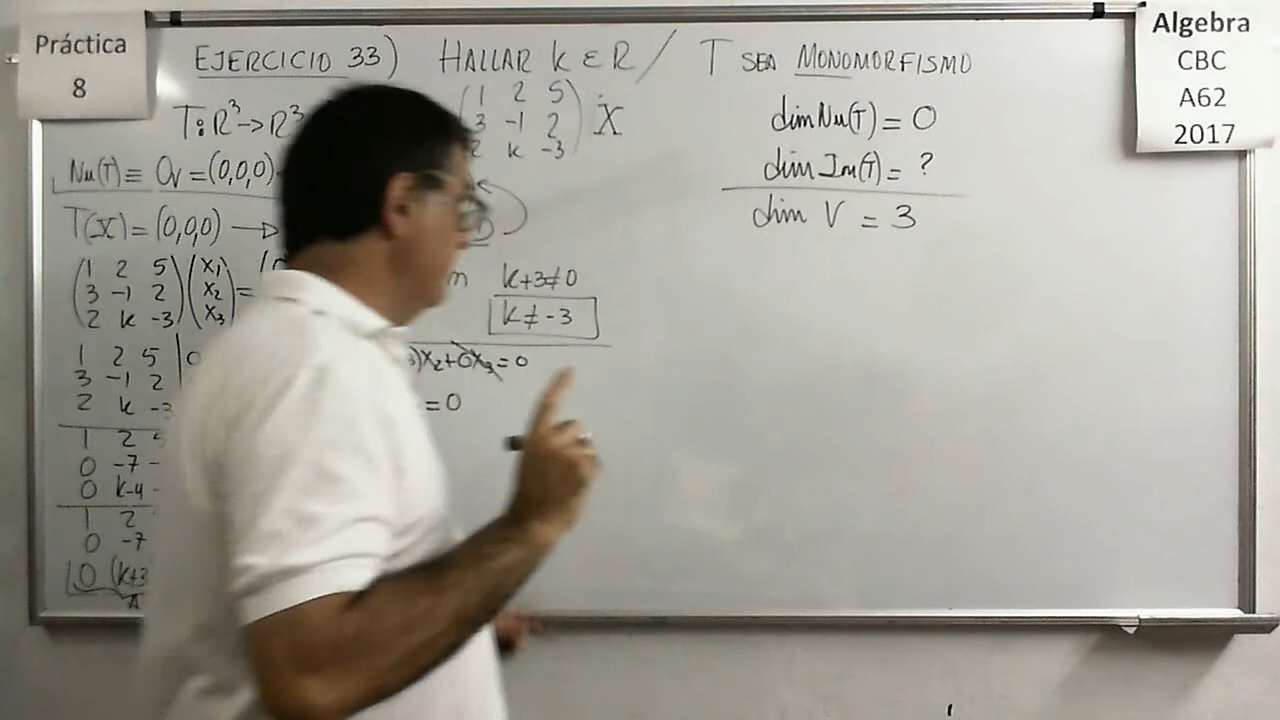 Práctica
8
EJERCICIO 33) HALLAR K ∈ R / T SEA MONOMORFISMO
T: R³ → R³
1 2 5
3 -1 2
k -3
X
Nu(T) ≡ Oᵥ = (0,0,0)
T(x) = (0,0,0) →
1 2 5 x₁
3 -1 2 x₂ =
2 k -3 x₃
1 2 5 | 0
3 -1 2
2 k -3
1 2
0 -7 -
0 k-4 -
1 2
0 -7
0 (k+3
k+3≠0
k ≠ -3
)x₂+0x₃=0
=0
dim Nu(T) = 0
dim Im(T) = ?
dim V = 3
Algebra
CBC
A62
2017